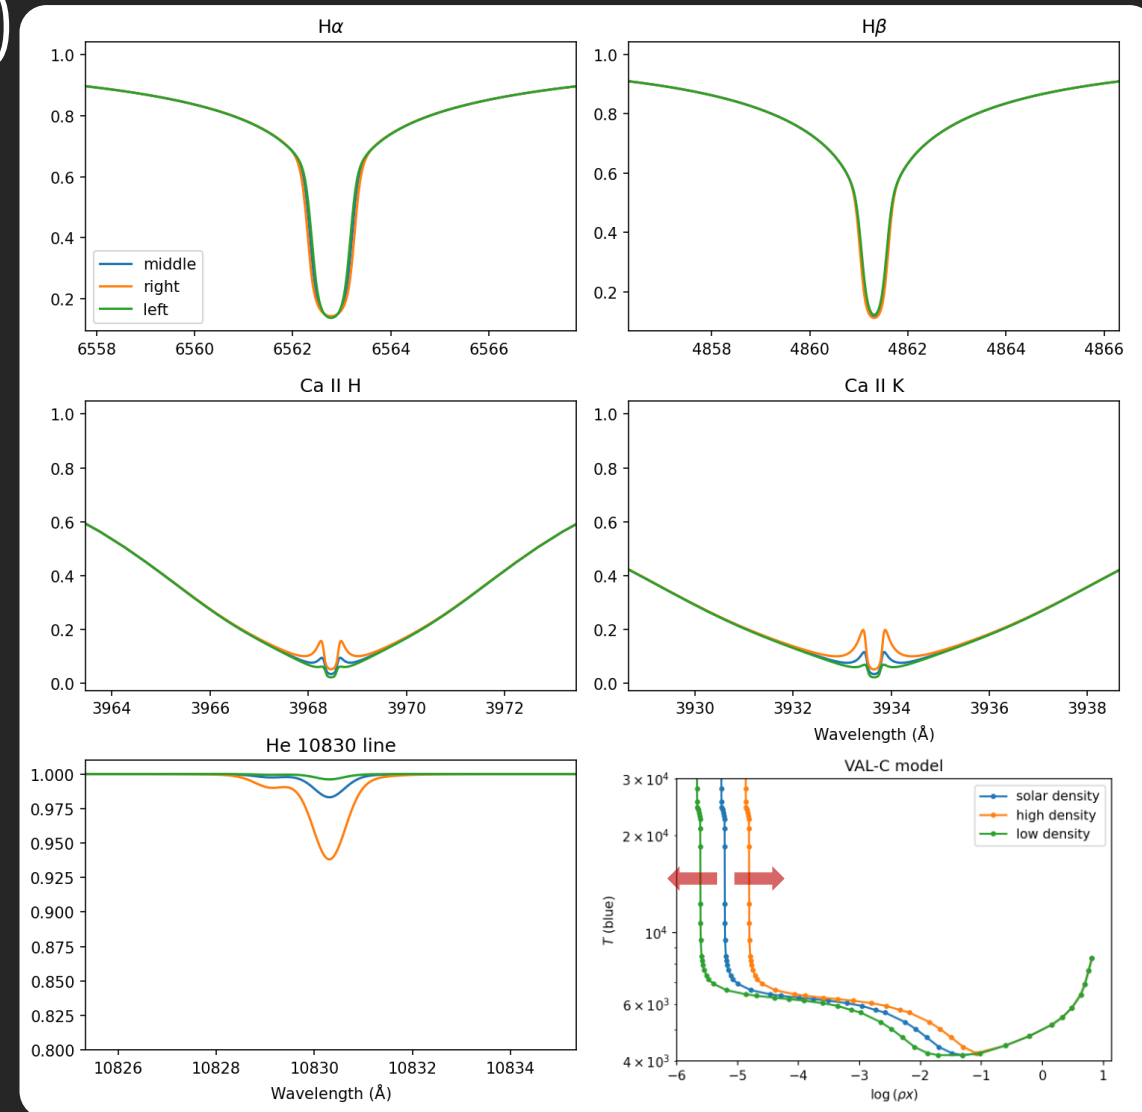 Hα
1.0
0.8
0.6
0.4
0.2
middle
right
left
6558 6560 6562 6564 6566
Hβ
1.0
0.8
0.6
0.4
0.2
4858 4860 4862 4864 4866
Ca II H
1.0
0.8
0.6
0.4
0.2
0.0
3964 3966 3968 3970 3972
Ca II K
1.0
0.8
0.6
0.4
0.2
0.0
3930 3932 3934 3936 3938
Wavelength (Å)
He 10830 line
1.000
0.975
0.950
0.925
0.900
0.875
0.850
0.825
0.800
10826 10828 10830 10832 10834
Wavelength (Å)
VAL-C model
3 × 10⁴
2 × 10⁴
10⁴
6 × 10³
4 × 10³
T (blue)
solar density
high density
low density
−6 −5 −4 −3 −2 −1 0 1
log (ρx)